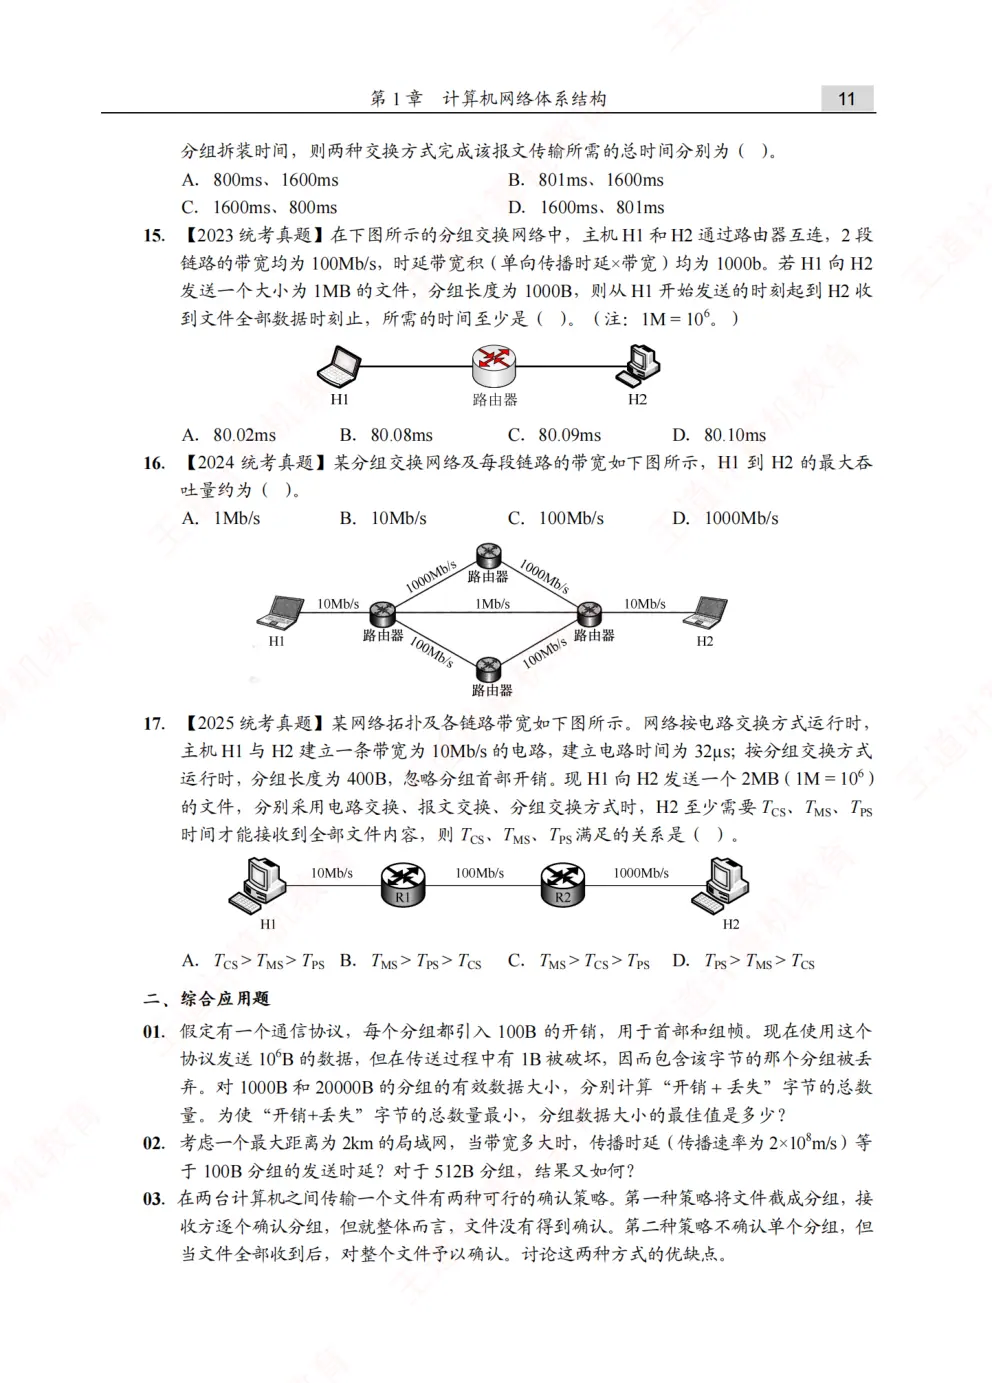 第 1 章 计算机网络体系结构 11
分组拆装时间，则两种交换方式完成该报文传输所需的总时间分别为（ ）。
A. 800ms、1600ms B. 801ms、1600ms
C. 1600ms、800ms D. 1600ms、801ms
15. 【2023 统考真题】在下图所示的分组交换网络中，主机 H1 和 H2 通过路由器互连，2 段
链路的带宽均为 100Mb/s，时延带宽积（单向传播时延×带宽）均为 1000b。若 H1 向 H2
发送一个大小为 1MB 的文件，分组长度为 1000B，则从 H1 开始发送的时刻起到 H2 收
到文件全部数据时刻止，所需的时间至少是（ ）。（注：1M = 10⁶。）
H1 路由器 H2
A. 80.02ms B. 80.08ms C. 80.09ms D. 80.10ms
16. 【2024 统考真题】某分组交换网络及每段链路的带宽如下图所示，H1 到 H2 的最大吞
吐量约为（ ）。
A. 1Mb/s B. 10Mb/s C. 100Mb/s D. 1000Mb/s
1000Mb/s 路由器 1000Mb/s
10Mb/s 1Mb/s 10Mb/s
H1 路由器 100Mb/s 100Mb/s 路由器 H2
路由器
17. 【2025 统考真题】某网络拓扑及各链路带宽如下图所示。网络按电路交换方式运行时，
主机 H1 与 H2 建立一条带宽为 10Mb/s 的电路，建立电路时间为 32μs；按分组交换方式
运行时，分组长度为 400B，忽略分组首部开销。现 H1 向 H2 发送一个 2MB（1M = 10⁶）
的文件，分别采用电路交换、报文交换、分组交换方式时，H2 至少需要 T_CS、T_MS、T_PS
时间才能接收到全部文件内容，则 T_CS、T_MS、T_PS 满足的关系是（ ）。
10Mb/s 100Mb/s 1000Mb/s
R1 R2
H1 H2
A. T_CS > T_MS > T_PS B. T_MS > T_PS > T_CS C. T_MS > T_CS > T_PS D. T_PS > T_MS > T_CS
二、综合应用题
01. 假定有一个通信协议，每个分组都引入 100B 的开销，用于首部和组帧。现在使用这个
协议发送 10⁶B 的数据，但在传送过程中有 1B 被破坏，因而包含该字节的那个分组被丢
弃。对 1000B 和 20000B 的分组的有效数据大小，分别计算“开销 + 丢失”字节的总数
量。为使“开销+丢失”字节的总数量最小，分组数据大小的最佳值是多少？
02. 考虑一个最大距离为 2km 的局域网，当带宽多大时，传播时延（传播速率为 2×10⁸m/s）等
于 100B 分组的发送时延？对于 512B 分组，结果又如何？
03. 在两台计算机之间传输一个文件有两种可行的确认策略。第一种策略将文件截成分组，接
收方逐个确认分组，但就整体而言，文件没有得到确认。第二种策略不确认单个分组，但
当文件全部收到后，对整个文件予以确认。讨论这两种方式的优缺点。